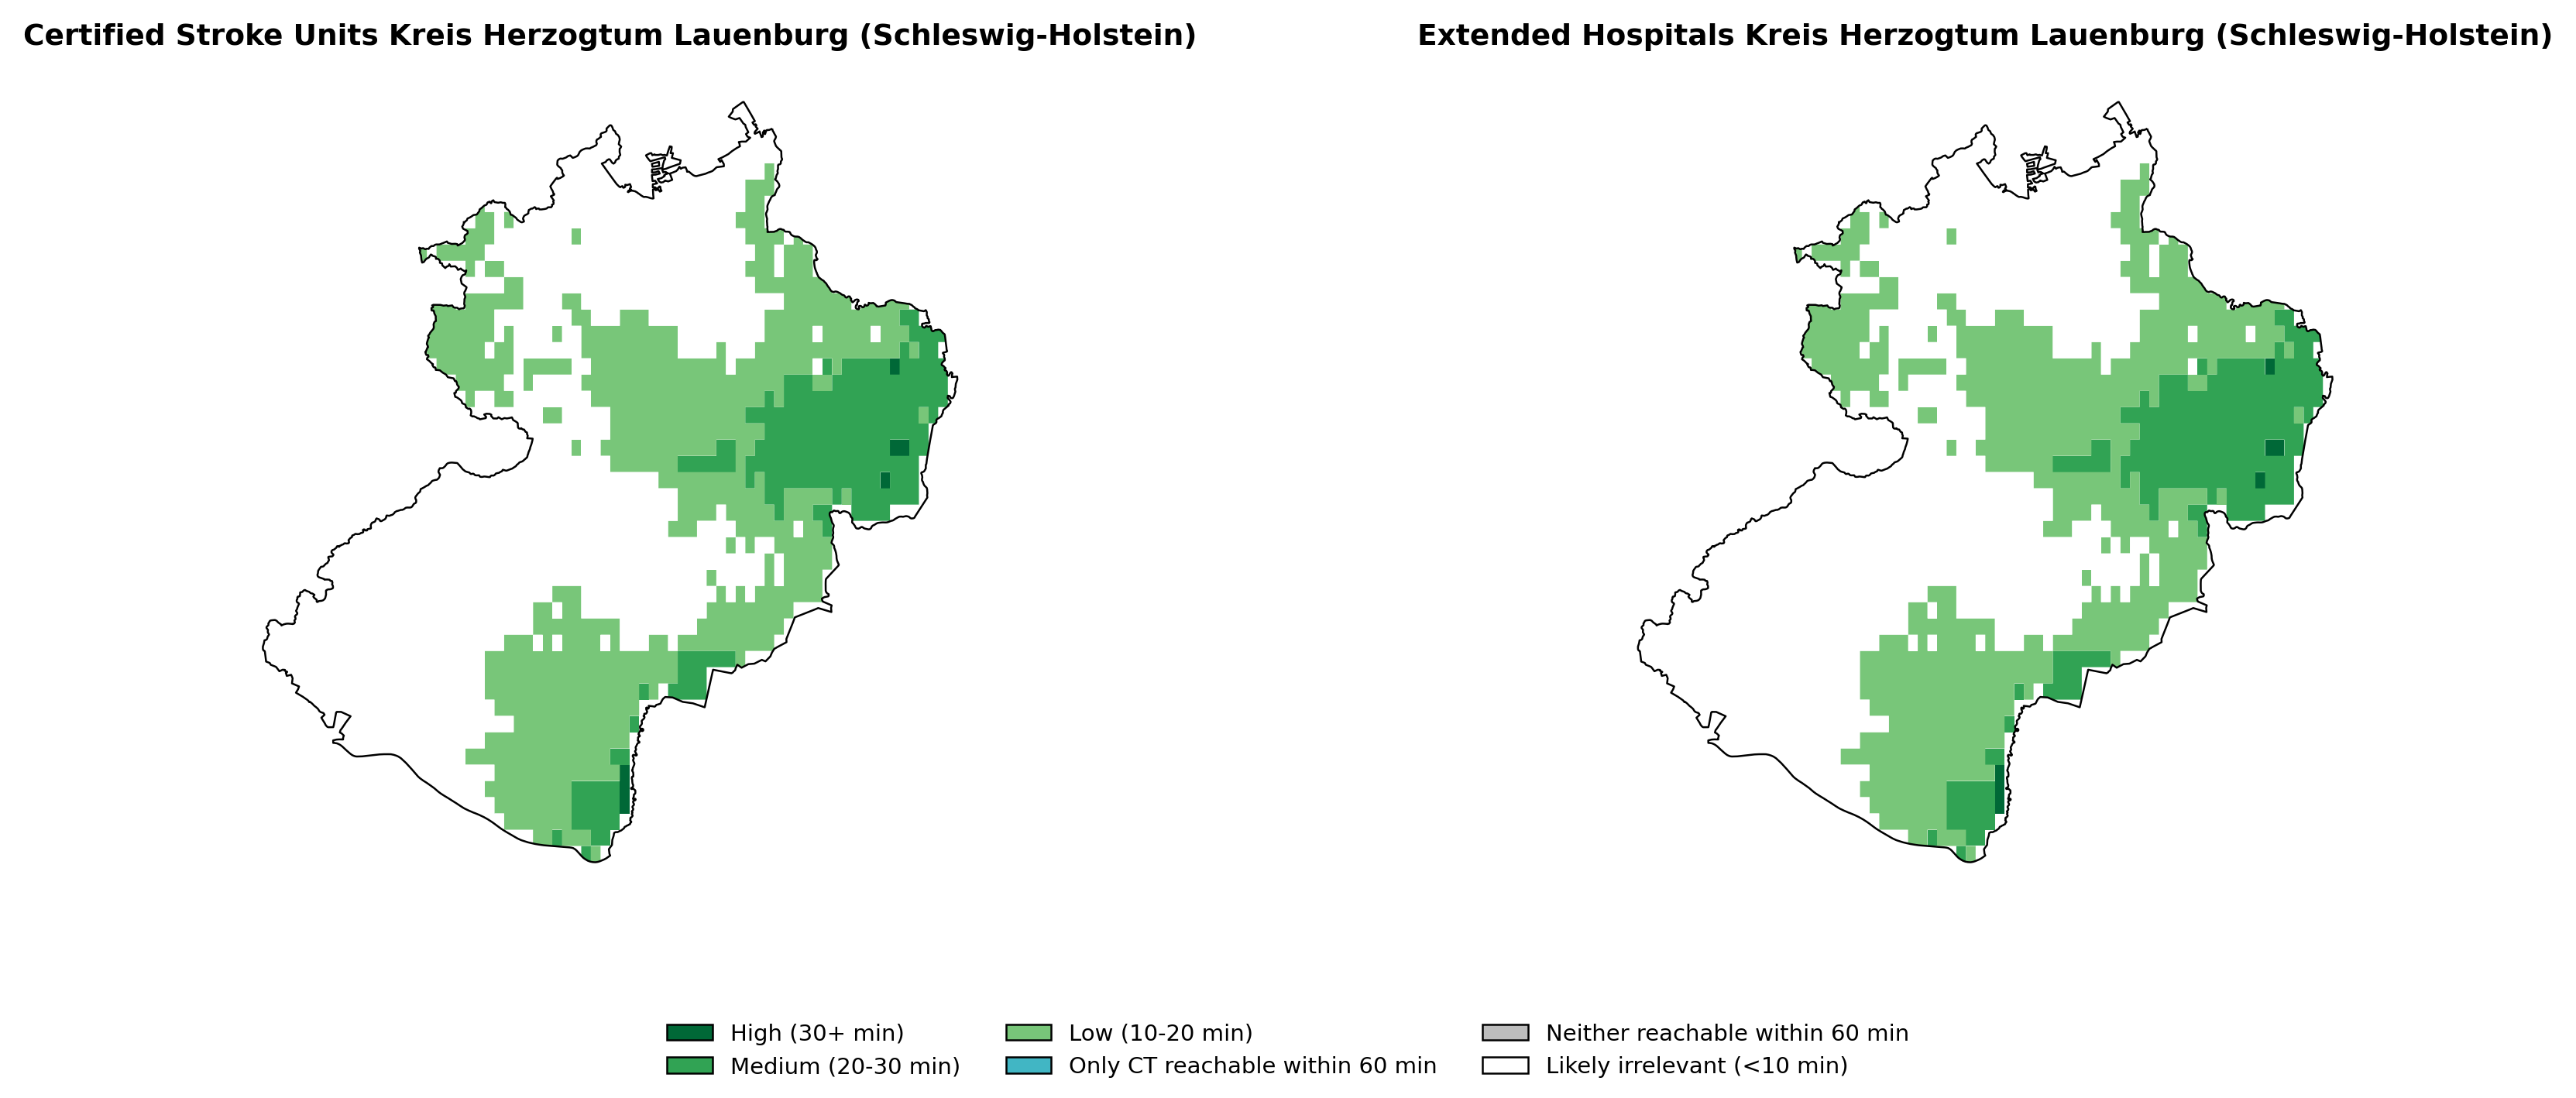 Certified Stroke Units Kreis Herzogtum Lauenburg (Schleswig-Holstein)
Extended Hospitals Kreis Herzogtum Lauenburg (Schleswig-Holstein)
High (30+ min)
Medium (20-30 min)
Low (10-20 min)
Only CT reachable within 60 min
Neither reachable within 60 min
Likely irrelevant (<10 min)